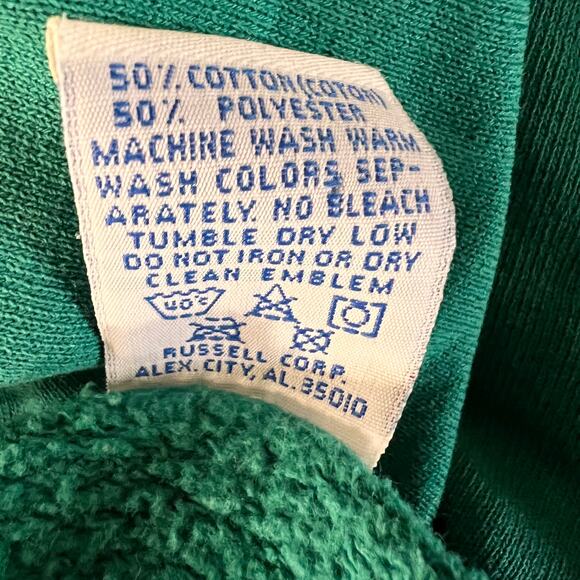 50% COTTON (COTON)
50% POLYESTER
MACHINE WASH WARM
WASH COLORS SEP-
ARATELY. NO BLEACH
TUMBLE DRY LOW
DO NOT IRON OR DRY
CLEAN EMBLEM
40°c
RUSSELL CORP.
ALEX. CITY, AL. 35010